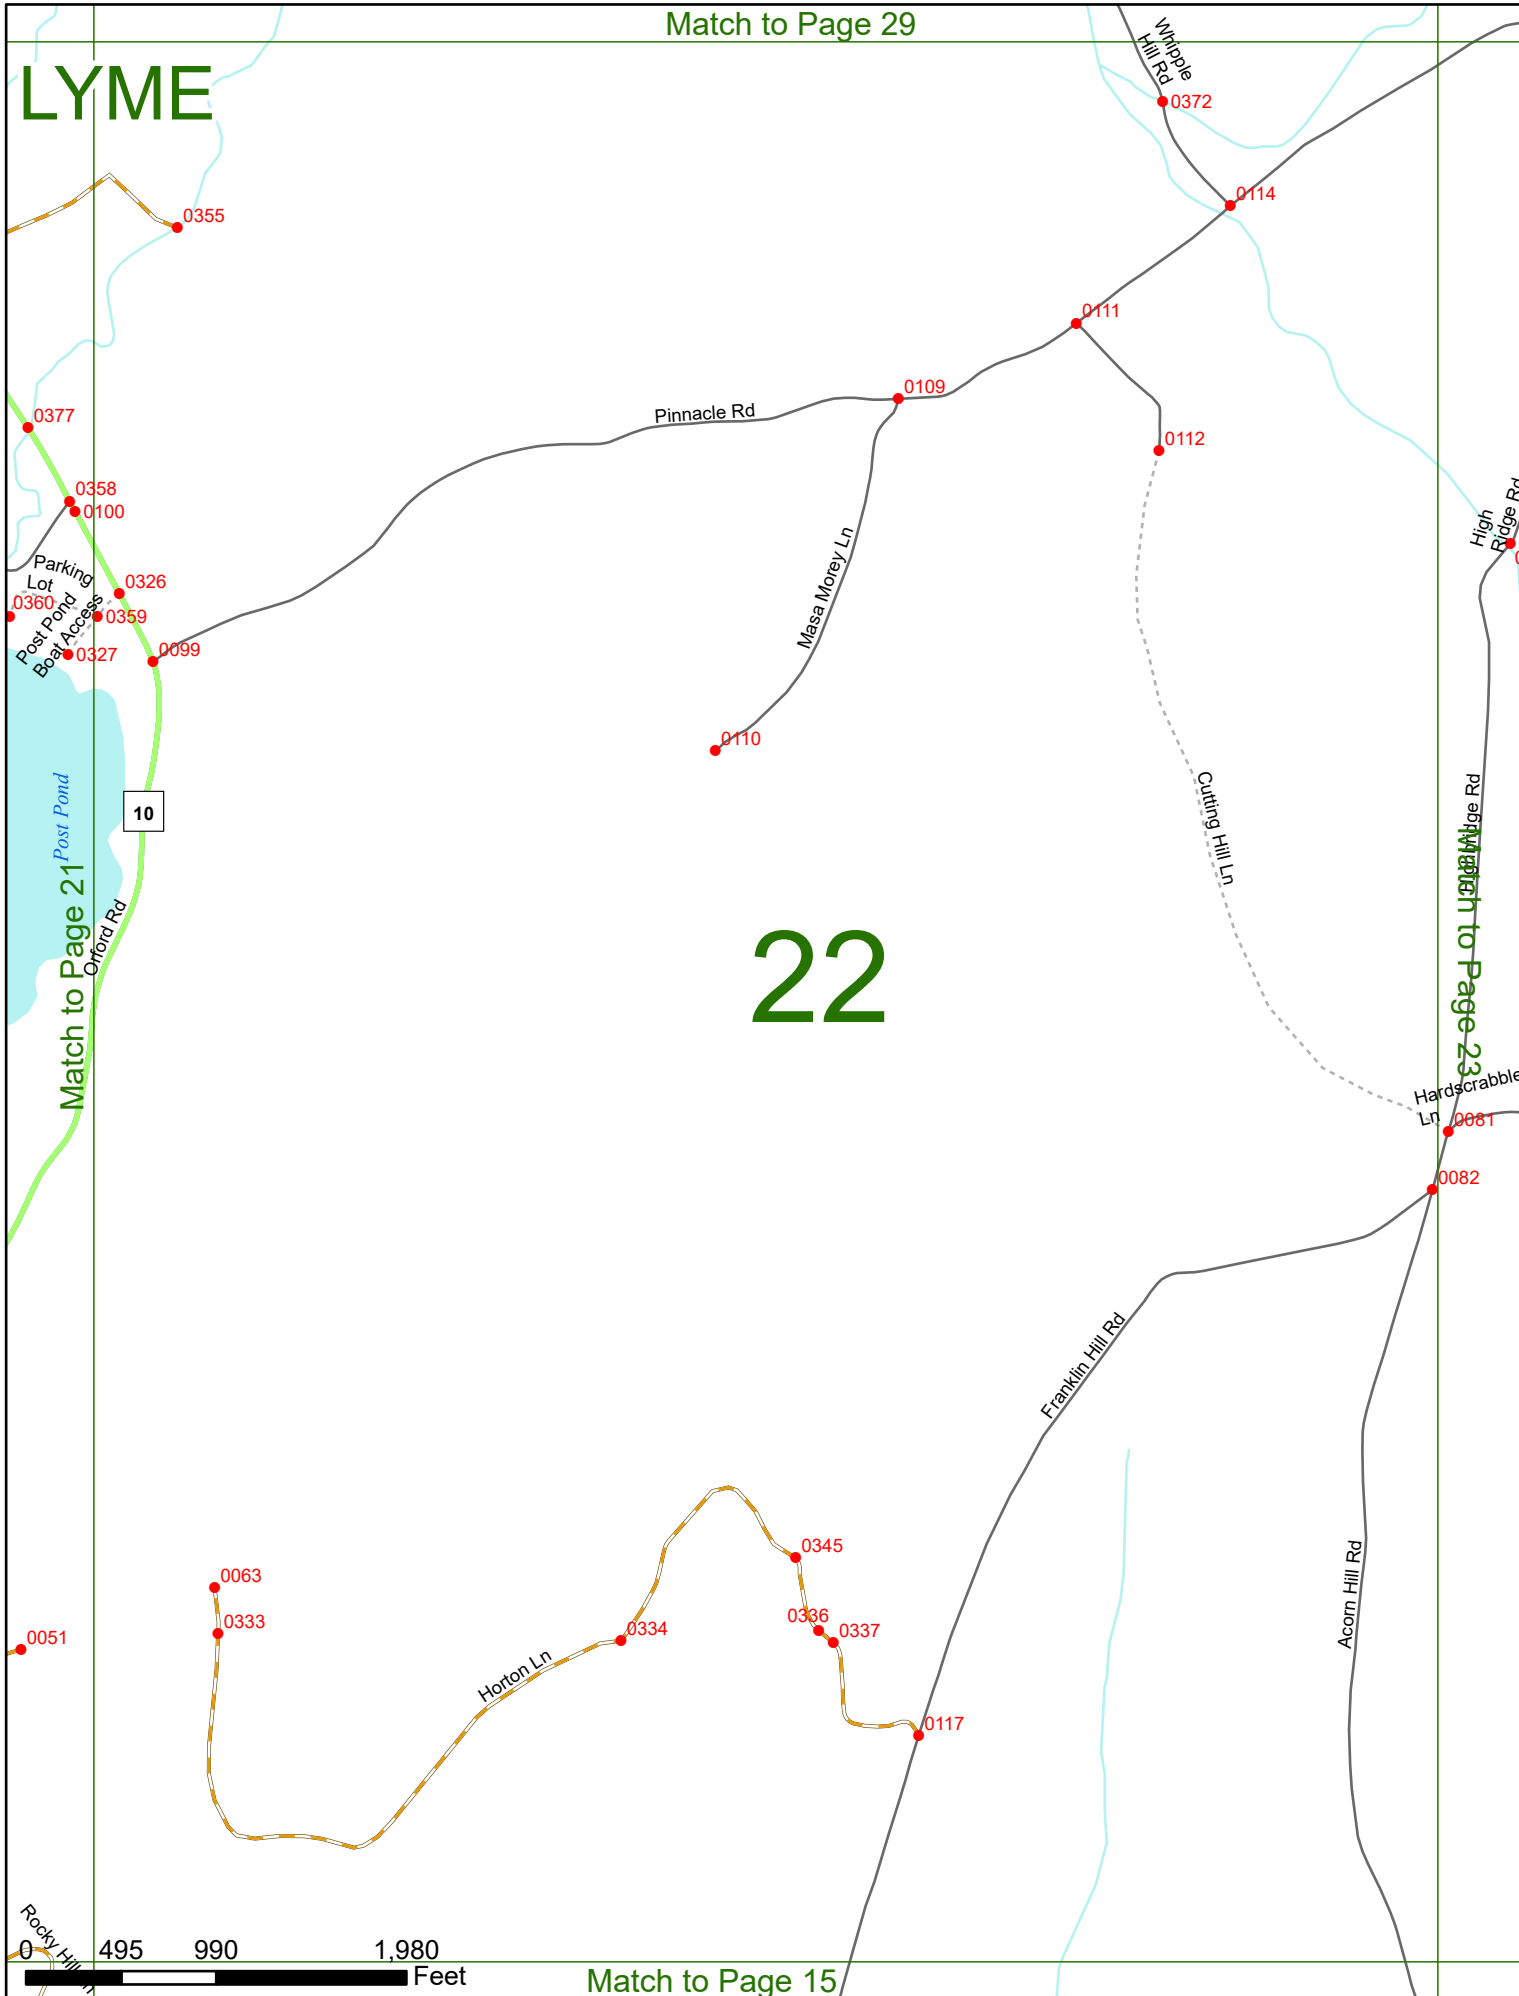 Match to Page 29
LYME
Whipple
Hill Rd
0372
0114
0355
0111
0109
Pinnacle Rd
0377
0112
0358
0100
High
Ridge Rd
Masa Morey Ln
Parking
Lot
0326
0360
0359
Post Pond
Boat Access
0327
0099
0110
Post Pond
10
Cutting Hill Ln
Match to Page 21
Match to Page 23
Orford Rd
22
Hardscrabble
Ln
0081
0082
Franklin Hill Rd
0345
0063
0336
0333
0334
0337
0051
Acorn Hill Rd
Horton Ln
0117
Rocky Hill
0 495 990 1,980
Feet
Match to Page 15